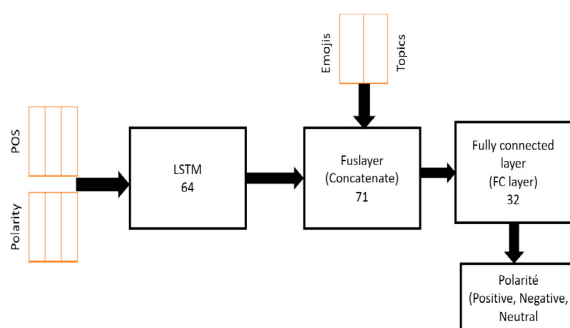 Emojis
Topics
POS
Polarity
LSTM
64
Fuslayer
(Concatenate)
71
Fully connected
layer
(FC layer)
32
Polarité
(Positive, Negative,
Neutral